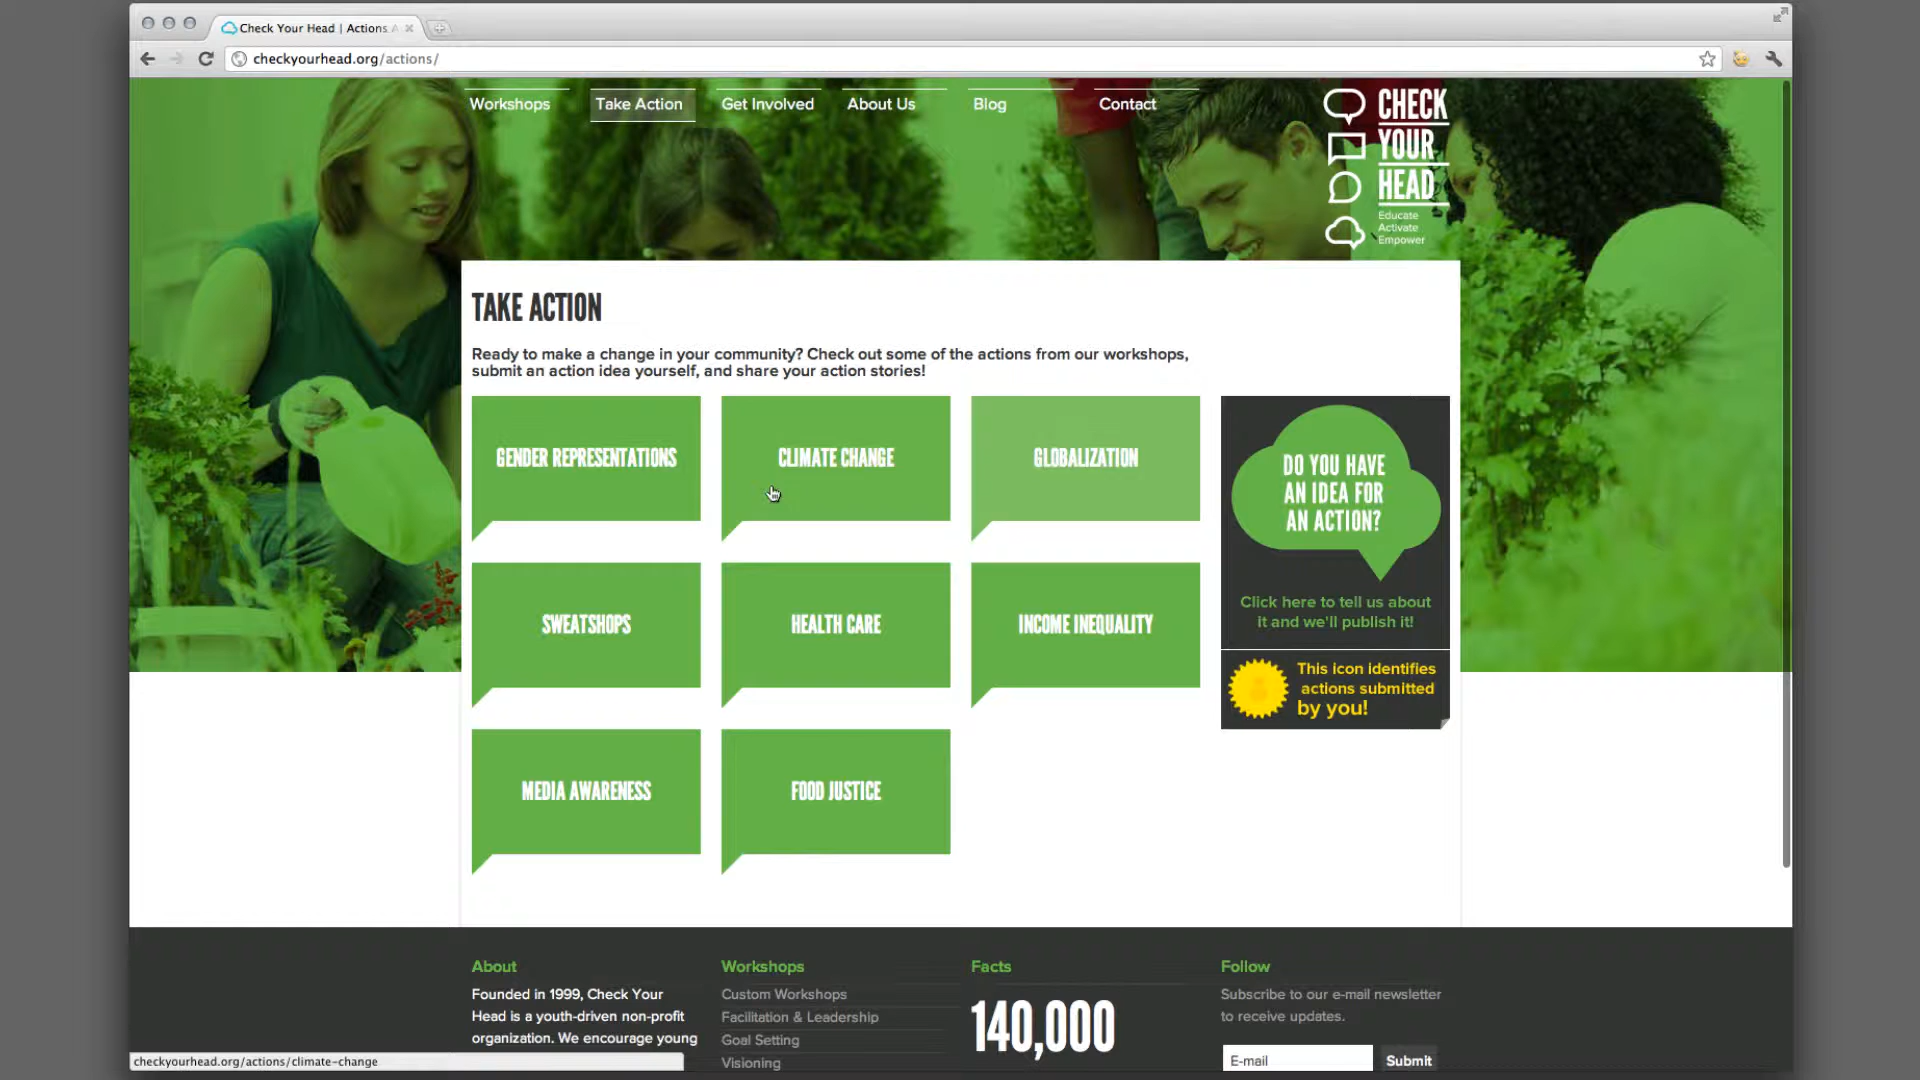 Check Your Head | Actions
checkyourhead.org/actions/
Workshops
Take Action
Get Involved
About Us
Blog
Contact
CHECK
YOUR
HEAD
Educate
Activate
Empower
TAKE ACTION
Ready to make a change in your community? Check out some of the actions from our workshops,
submit an action idea yourself, and share your action stories!
GENDER REPRESENTATIONS
CLIMATE CHANGE
GLOBALIZATION
SWEATSHOPS
HEALTH CARE
INCOME INEQUALITY
MEDIA AWARENESS
FOOD JUSTICE
DO YOU HAVE
AN IDEA FOR
AN ACTION?
Click here to tell us about
it and we'll publish it!
This icon identifies
actions submitted
by you!
About
Founded in 1999, Check Your
Head is a youth-driven non-profit
organization. We encourage young
Workshops
Custom Workshops
Facilitation & Leadership
Goal Setting
Visioning
Facts
140,000
Follow
Subscribe to our e-mail newsletter
to receive updates.
E-mail
Submit
checkyourhead.org/actions/climate-change